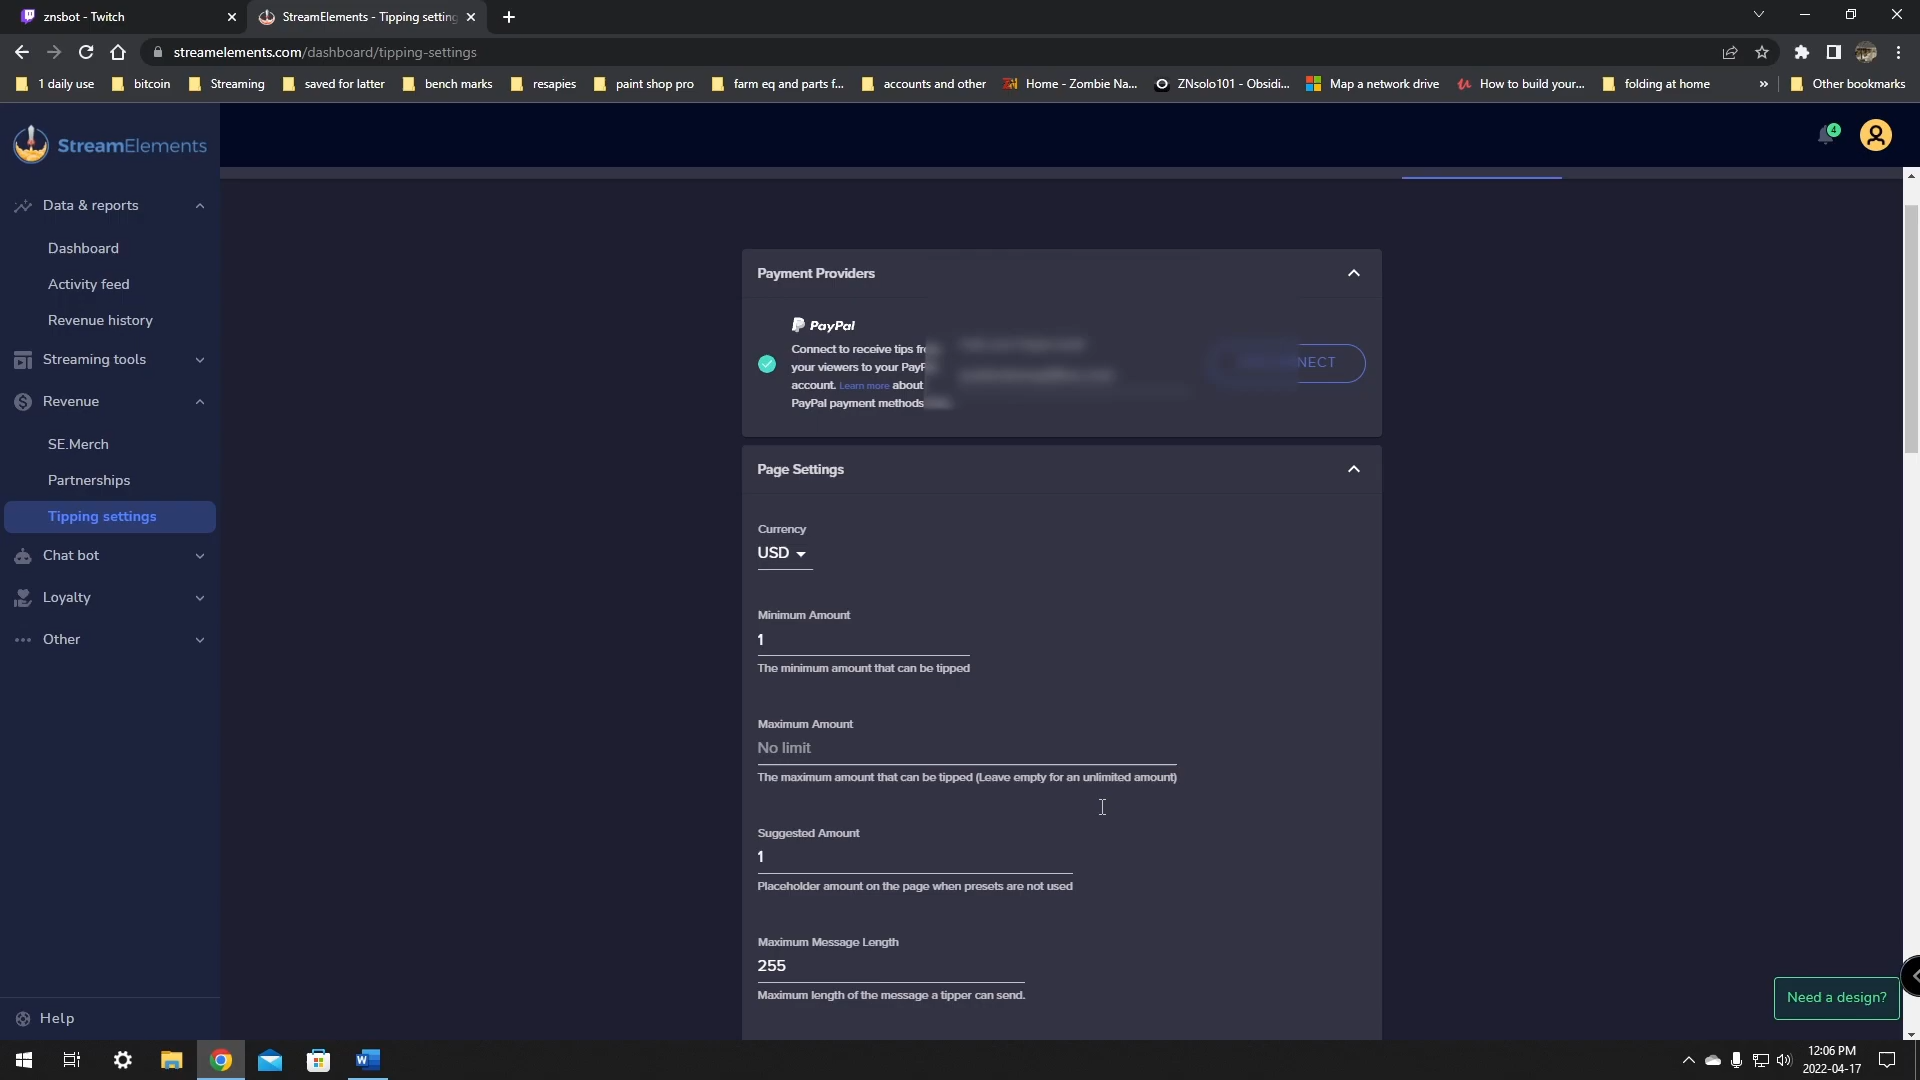 znsbot - Twitch
StreamElements - Tipping setting
streamelements.com/dashboard/tipping-settings
1 daily use
bitcoin
Streaming
saved for latter
bench marks
resapies
paint shop pro
farm eq and parts f...
accounts and other
Home - Zombie Na...
ZNsolo101 - Obsidi...
Map a network drive
How to build your...
folding at home
»
Other bookmarks
StreamElements
4
Data & reports
Dashboard
Activity feed
Revenue history
Streaming tools
Revenue
SE.Merch
Partnerships
Tipping settings
Chat bot
Loyalty
Other
Help
Payment Providers
PayPal
Connect to receive tips
your viewers to your
account. Learn more about
PayPal payment methods
Page Settings
Currency
USD
Minimum Amount
1
The minimum amount that can be tipped
Maximum Amount
No limit
The maximum amount that can be tipped (Leave empty for an unlimited amount)
Suggested Amount
1
Placeholder amount on the page when presets are not used
Maximum Message Length
255
Maximum length of the message a tipper can send.
Need a design?
12:06 PM
2022-04-17